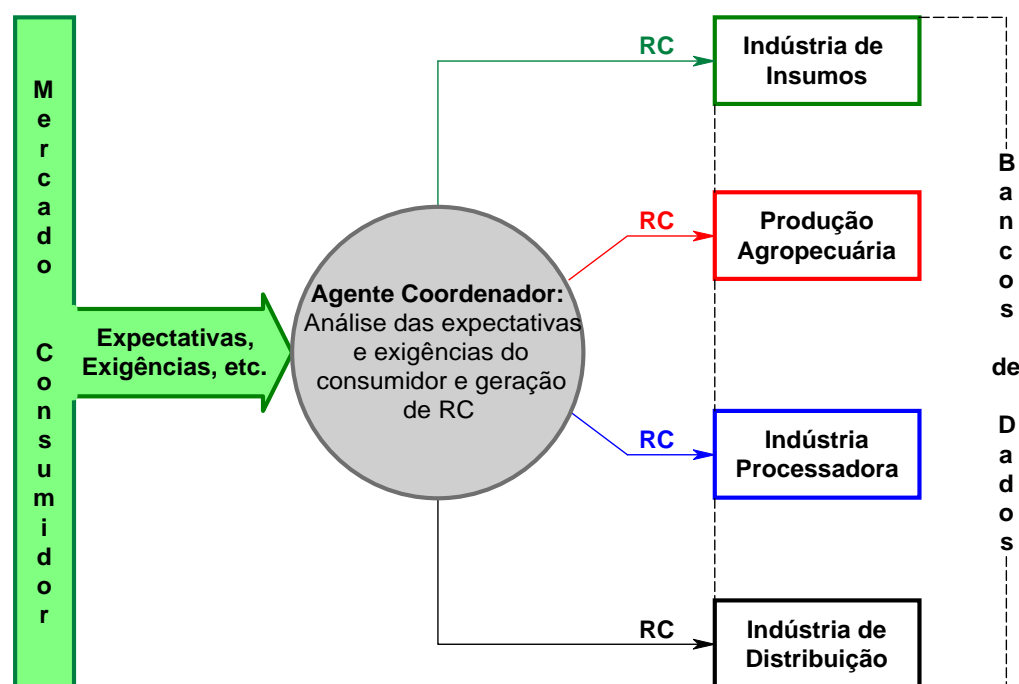 Mercado
Consumidor
Expectativas,
Exigências, etc.
Agente Coordenador:
Análise das expectativas
e exigências do
consumidor e geração
de RC
RC
Indústria de
Insumos
RC
Produção
Agropecuária
RC
Indústria
Processadora
RC
Indústria de
Distribuição
Bancos
de
Dados